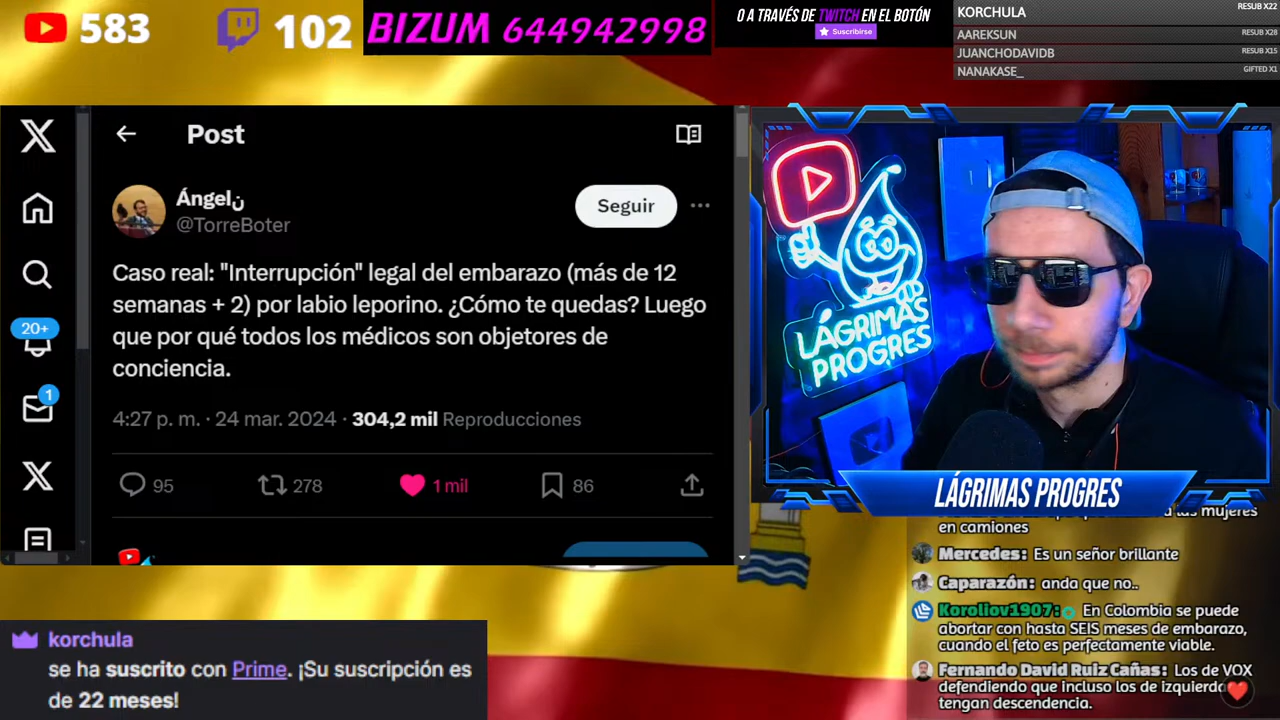 583
102
BIZUM 644942998
O A TRAVÉS DE TWITCH EN EL BOTÓN
Suscribirse
KORCHULA RESUB X22
AAREKSUN RESUB X28
JUANCHODAVIDB RESUB X15
NANAKASE_ GIFTED X1
Post
Ángelن
@TorreBoter
Seguir
Caso real: "Interrupción" legal del embarazo (más de 12
semanas + 2) por labio leporino. ¿Cómo te quedas? Luego
que por qué todos los médicos son objetores de
conciencia.
4:27 p. m. · 24 mar. 2024 · 304,2 mil Reproducciones
95 278 1 mil 86
20+
1
LÁGRIMAS
PROGRES
LÁGRIMAS PROGRES
a las mujeres
en camiones
Mercedes: Es un señor brillante
Caparazón: anda que no..
Koroliov1907: En Colombia se puede
abortar con hasta SEIS meses de embarazo,
cuando el feto es perfectamente viable.
Fernando David Ruiz Cañas: Los de VOX
defendiendo que incluso los de izquierda
tengan descendencia.
korchula
se ha suscrito con Prime. ¡Su suscripción es
de 22 meses!